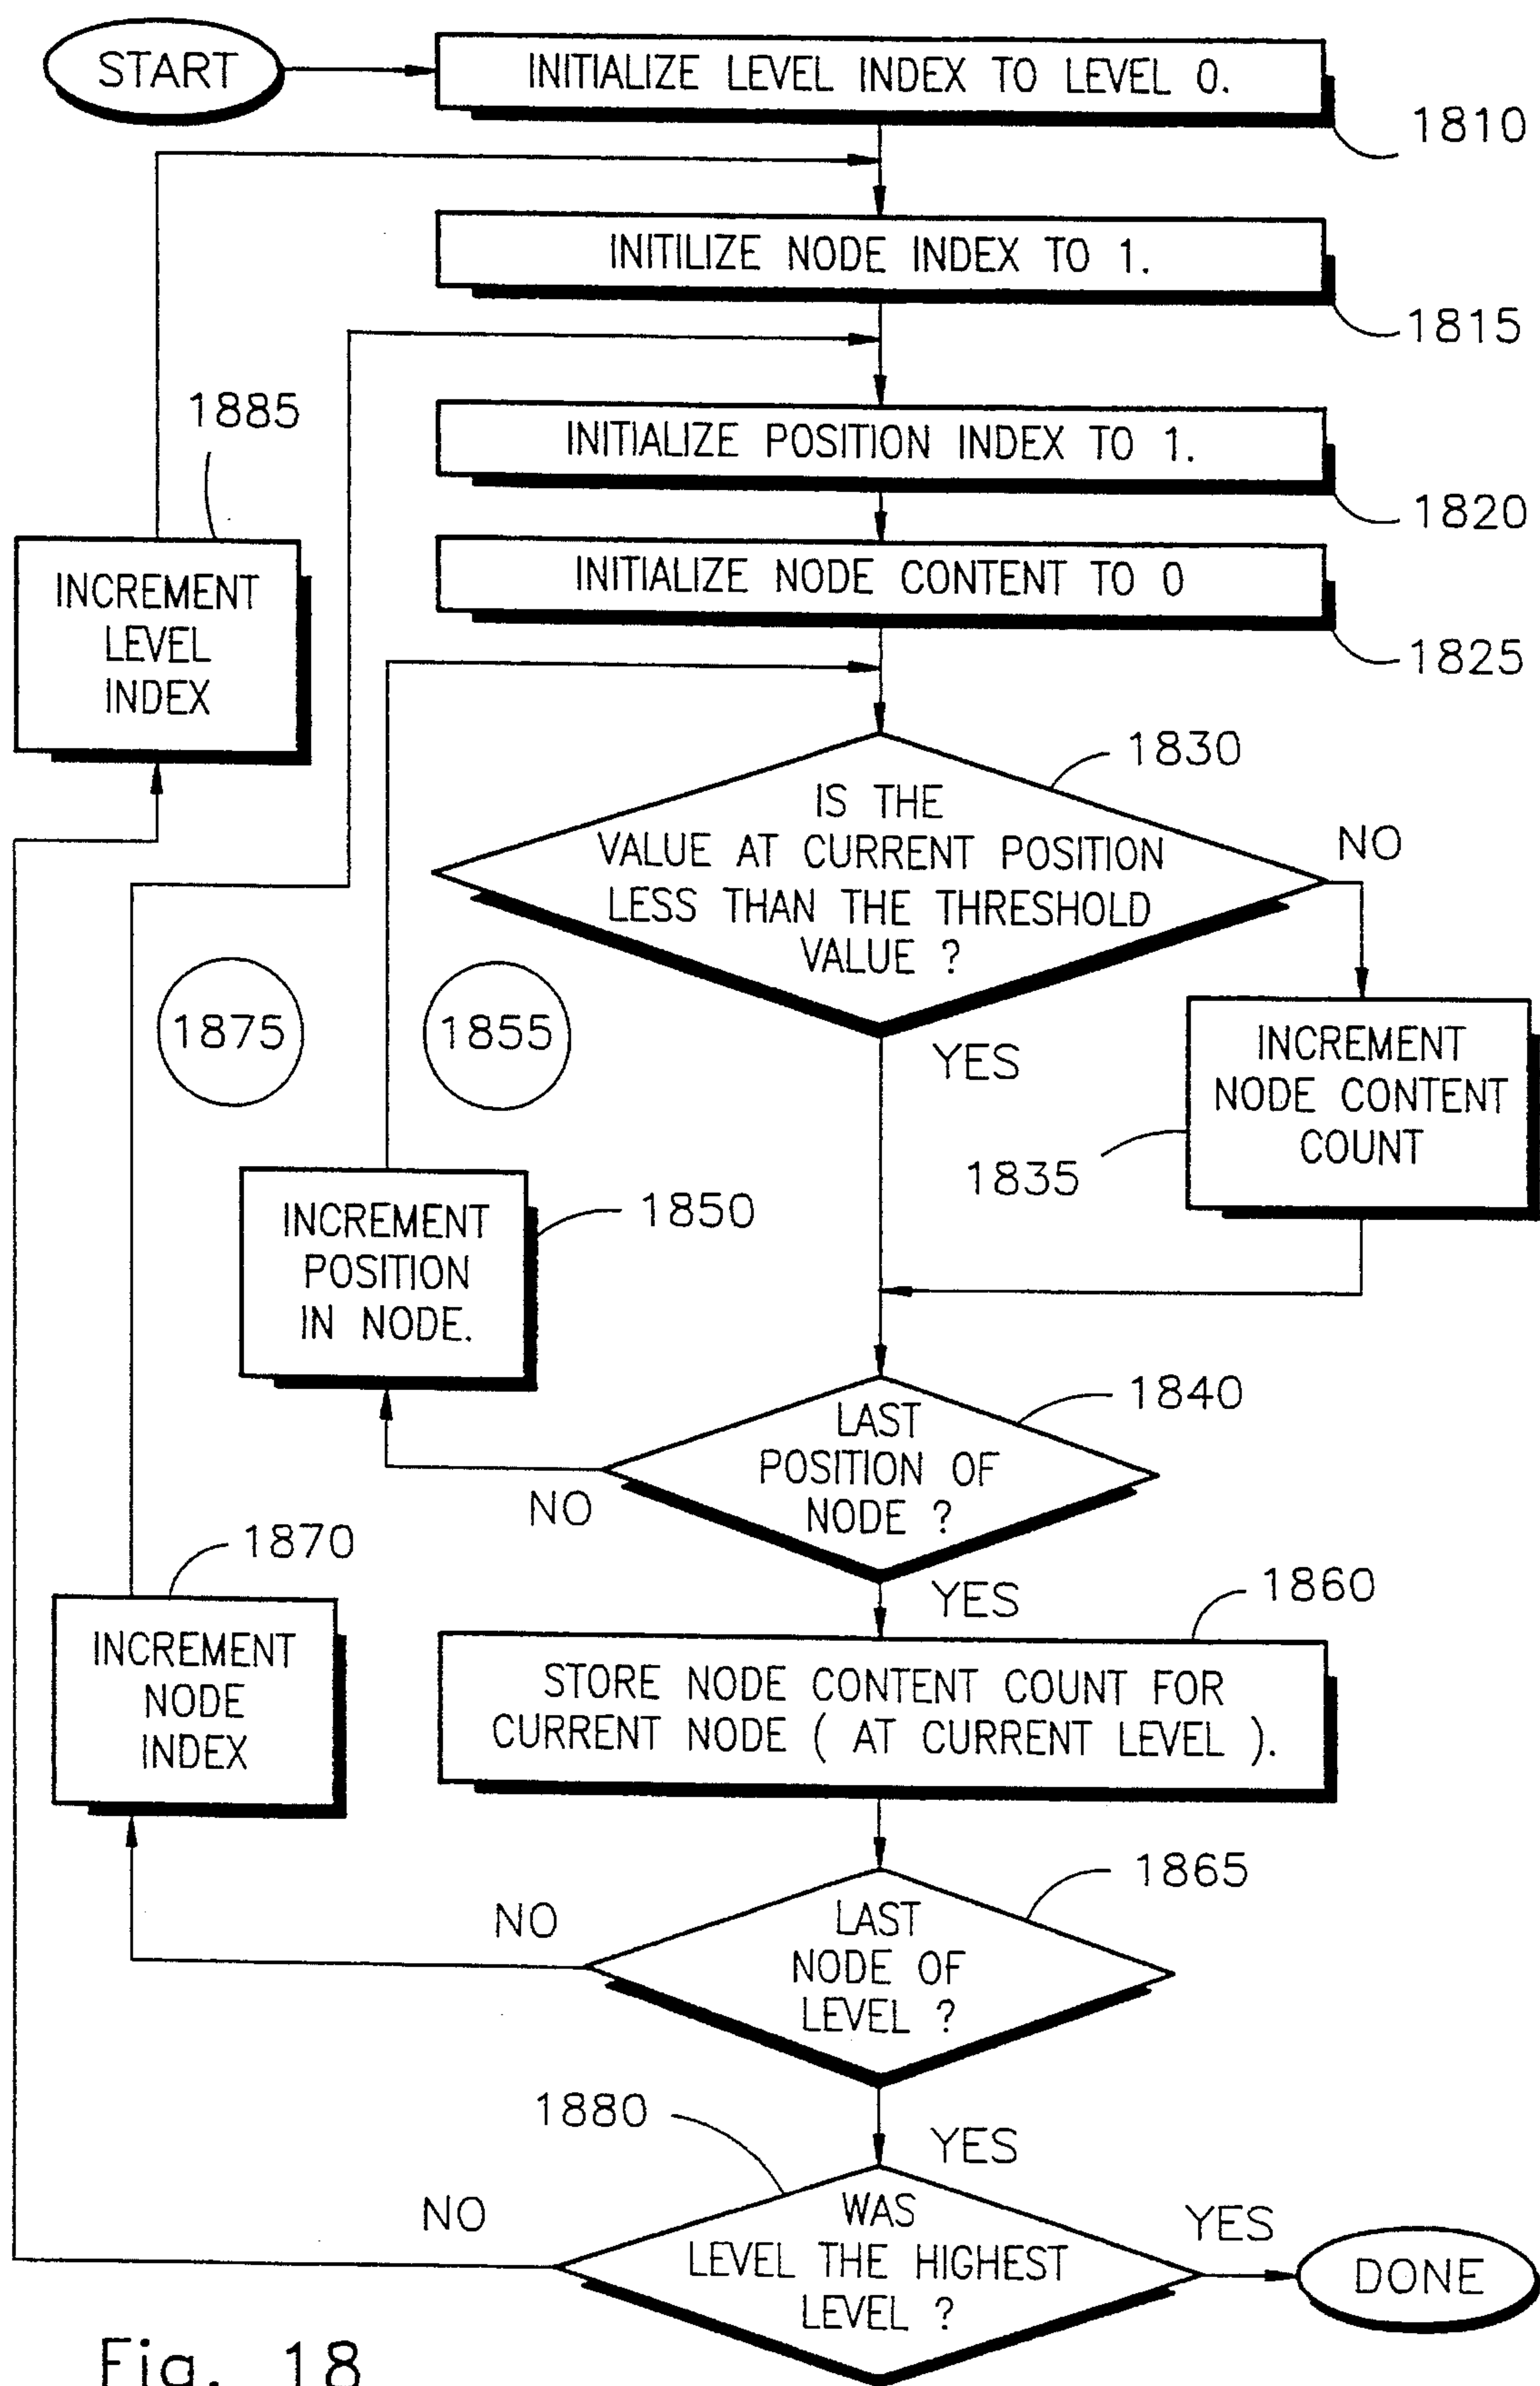 START
INITIALIZE LEVEL INDEX TO LEVEL 0.
1810
INITILIZE NODE INDEX TO 1.
1815
1885
INITIALIZE POSITION INDEX TO 1.
1820
INCREMENT
LEVEL
INDEX
INITIALIZE NODE CONTENT TO 0
1825
1830
IS THE
VALUE AT CURRENT POSITION
LESS THAN THE THRESHOLD
VALUE ?
NO
YES
1875
1855
INCREMENT
NODE CONTENT
COUNT
1835
INCREMENT
POSITION
IN NODE.
1850
1840
LAST
POSITION OF
NODE ?
NO
YES
1870
INCREMENT
NODE
INDEX
1860
STORE NODE CONTENT COUNT FOR
CURRENT NODE ( AT CURRENT LEVEL ).
1865
NO
LAST
NODE OF
LEVEL ?
1880
YES
NO
WAS
LEVEL THE HIGHEST
LEVEL ?
YES
DONE
Fig. 18